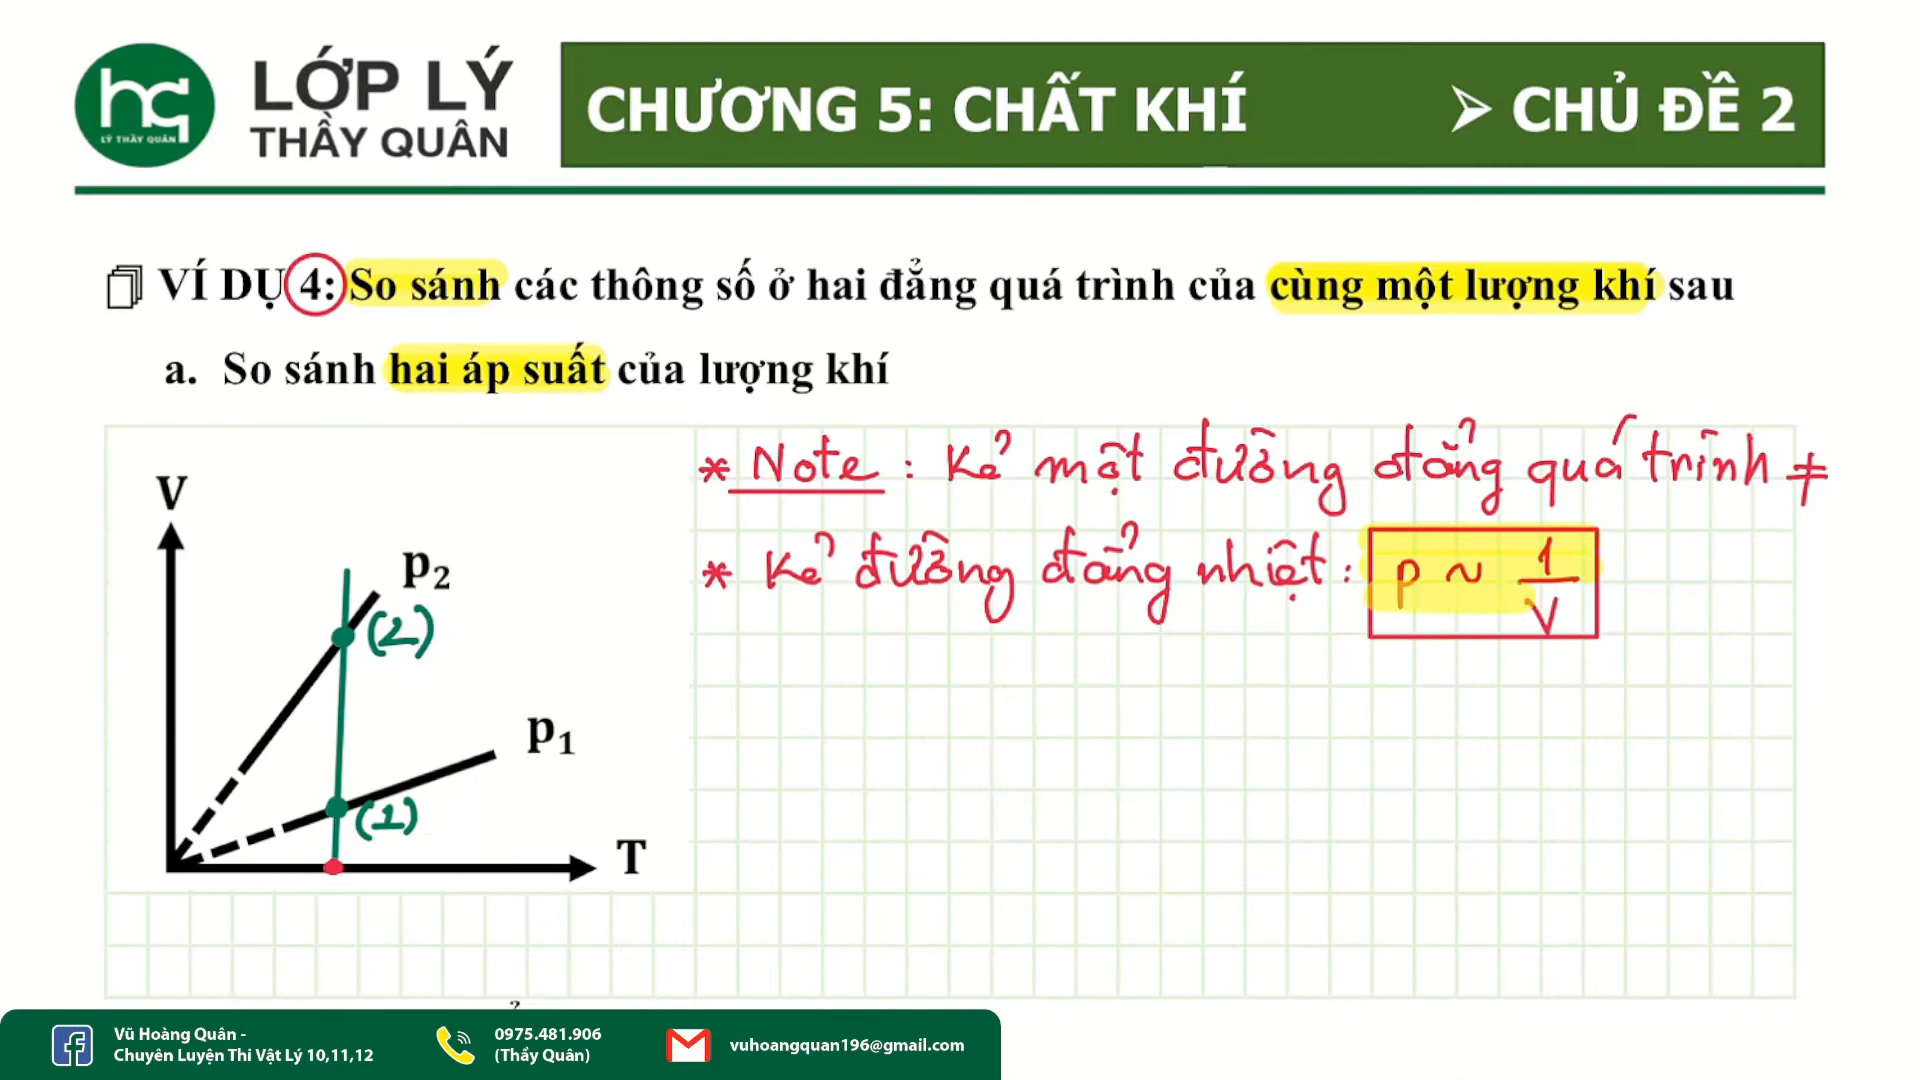 hq
LÝ THẦY QUÂN
LỚP LÝ
THẦY QUÂN
CHƯƠNG 5: CHẤT KHÍ
➢ CHỦ ĐỀ 2
VÍ DỤ 4: So sánh các thông số ở hai đẳng quá trình của cùng một lượng khí sau
a. So sánh hai áp suất của lượng khí
* Note : Kẻ một đường đẳng quá trình ≠
* Kẻ đường đẳng nhiệt : p ~ 1/V
V
p₂
(2)
p₁
(1)
T
Vũ Hoàng Quân -
Chuyên Luyện Thi Vật Lý 10,11,12
0975.481.906
(Thầy Quân)
vuhoangquan196@gmail.com